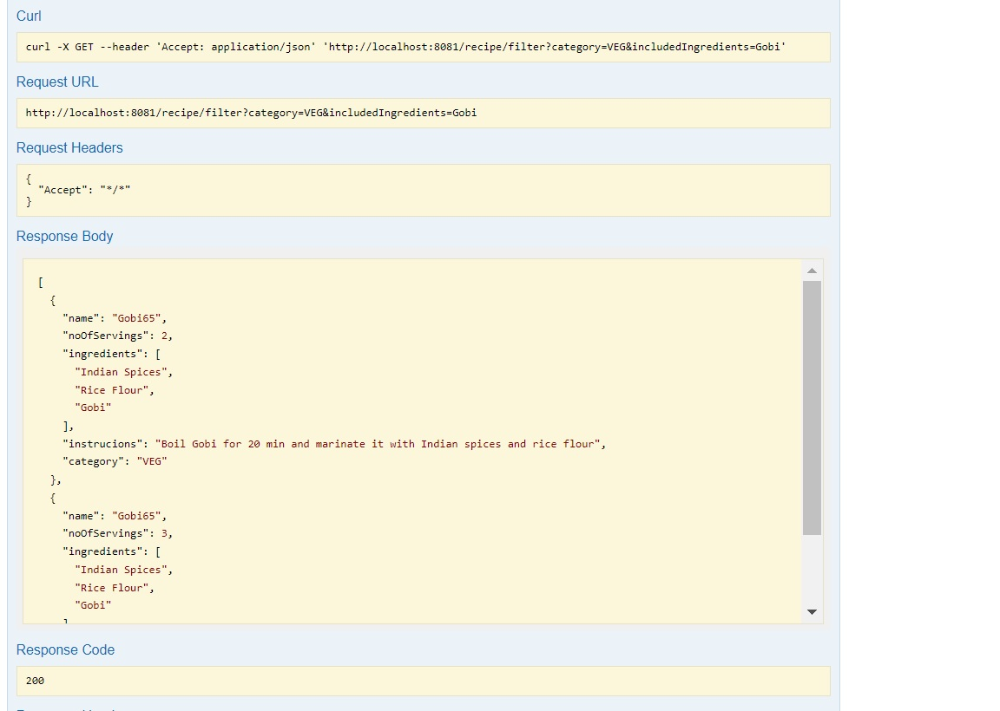 Curl
curl -X GET --header 'Accept: application/json' 'http://localhost:8081/recipe/filter?category=VEG&includedIngredients=Gobi'
Request URL
http://localhost:8081/recipe/filter?category=VEG&includedIngredients=Gobi
Request Headers
{
  "Accept": "*/*"
}
Response Body
[
  {
    "name": "Gobi65",
    "noOfServings": 2,
    "ingredients": [
      "Indian Spices",
      "Rice Flour",
      "Gobi"
    ],
    "instrucions": "Boil Gobi for 20 min and marinate it with Indian spices and rice flour",
    "category": "VEG"
  },
  {
    "name": "Gobi65",
    "noOfServings": 3,
    "ingredients": [
      "Indian Spices",
      "Rice Flour",
      "Gobi"
    ]
Response Code
200